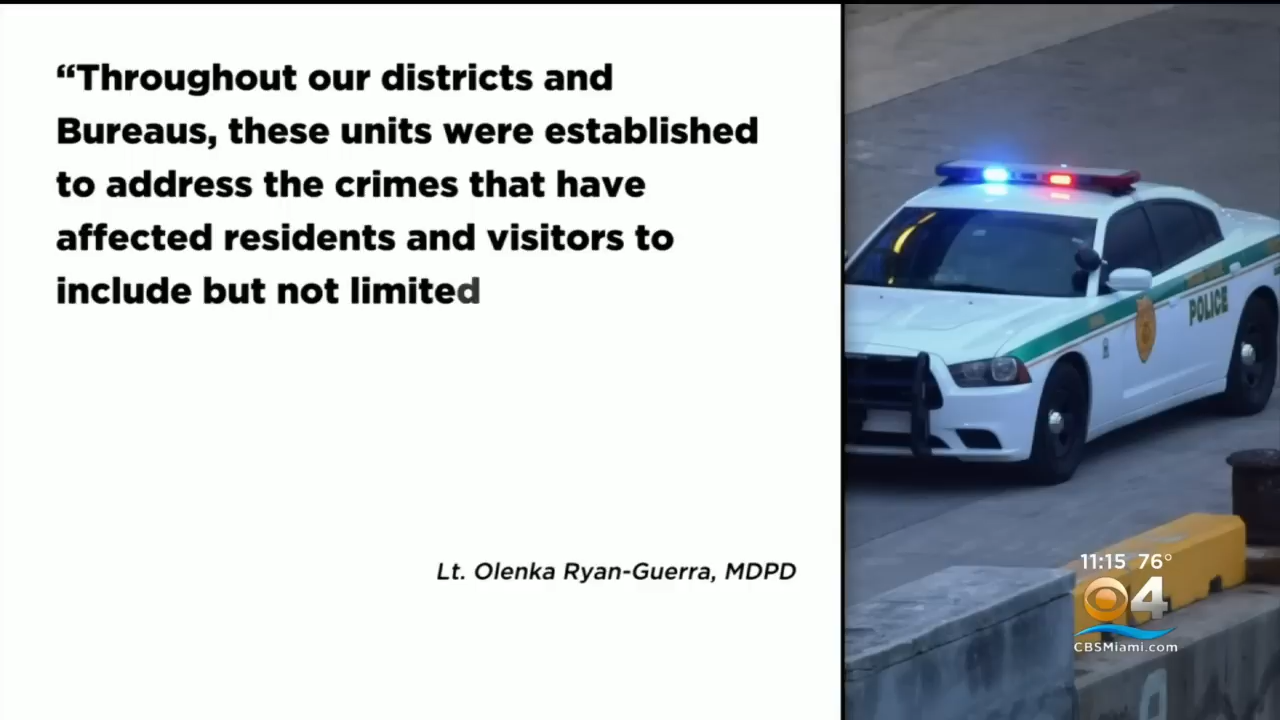 “Throughout our districts and
Bureaus, these units were established
to address the crimes that have
affected residents and visitors to
include but not limited
Lt. Olenka Ryan-Guerra, MDPD
POLICE
11:15 76°
4
CBSMiami.com